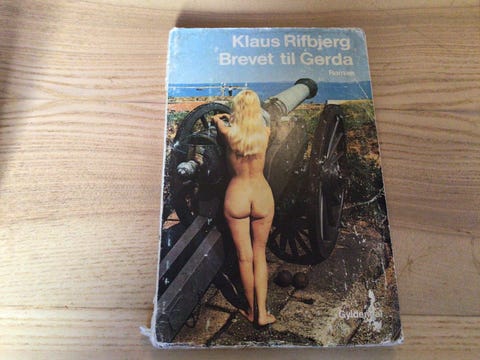 Klaus Rifbjerg
Brevet til Gerda
Roman
Gyldendal